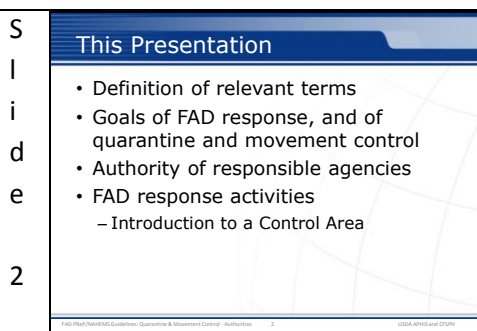 S
l
i
d
e
2
This Presentation
• Definition of relevant terms
• Goals of FAD response, and of
quarantine and movement control
• Authority of responsible agencies
• FAD response activities
– Introduction to a Control Area
FAD PReP/NAHEMS Guidelines: Quarantine & Movement Control - Authorities 2 USDA APHIS and CFSPH